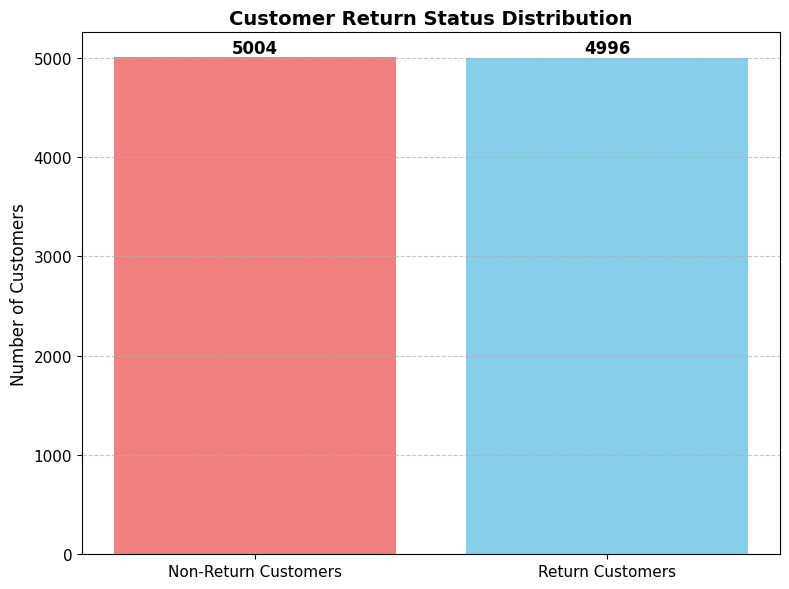 Customer Return Status Distribution
5004
4996
Number of Customers
5000
4000
3000
2000
1000
0
Non-Return Customers
Return Customers